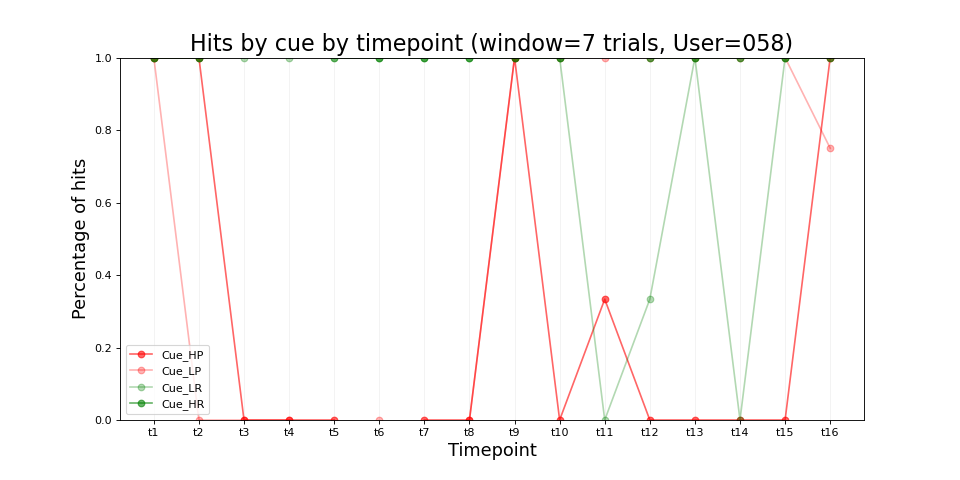 Hits by cue by timepoint (window=7 trials, User=058)
Percentage of hits
1.0
0.8
0.6
0.4
0.2
0.0
Cue_HP
Cue_LP
Cue_LR
Cue_HR
t1 t2 t3 t4 t5 t6 t7 t8 t9 t10 t11 t12 t13 t14 t15 t16
Timepoint